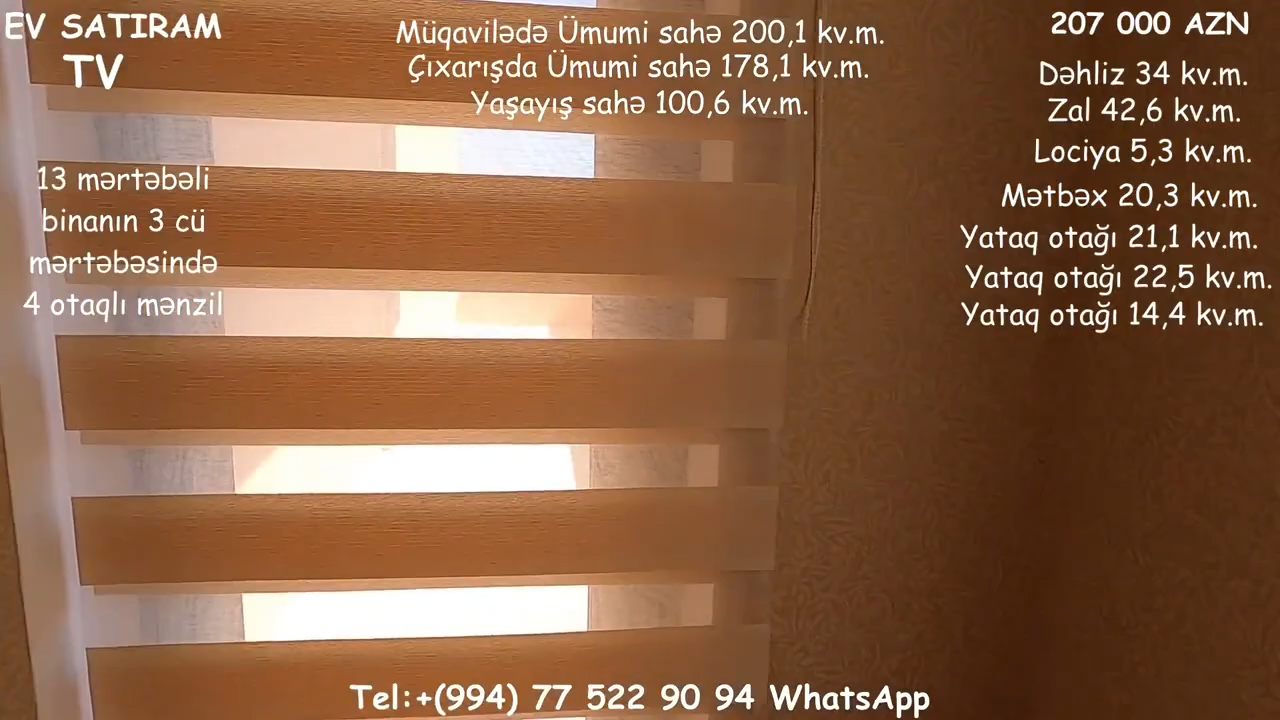 EV SATIRAM
TV
Müqavilədə Ümumi sahə 200,1 kv.m.
Çıxarışda Ümumi sahə 178,1 kv.m.
Yaşayış sahə 100,6 kv.m.
207 000 AZN
Dəhliz 34 kv.m.
Zal 42,6 kv.m.
Lociya 5,3 kv.m.
Mətbəx 20,3 kv.m.
Yataq otağı 21,1 kv.m.
Yataq otağı 22,5 kv.m.
Yataq otağı 14,4 kv.m.
13 mərtəbəli
binanın 3 cü
mərtəbəsində
4 otaqlı mənzil
Tel:+(994) 77 522 90 94 WhatsApp